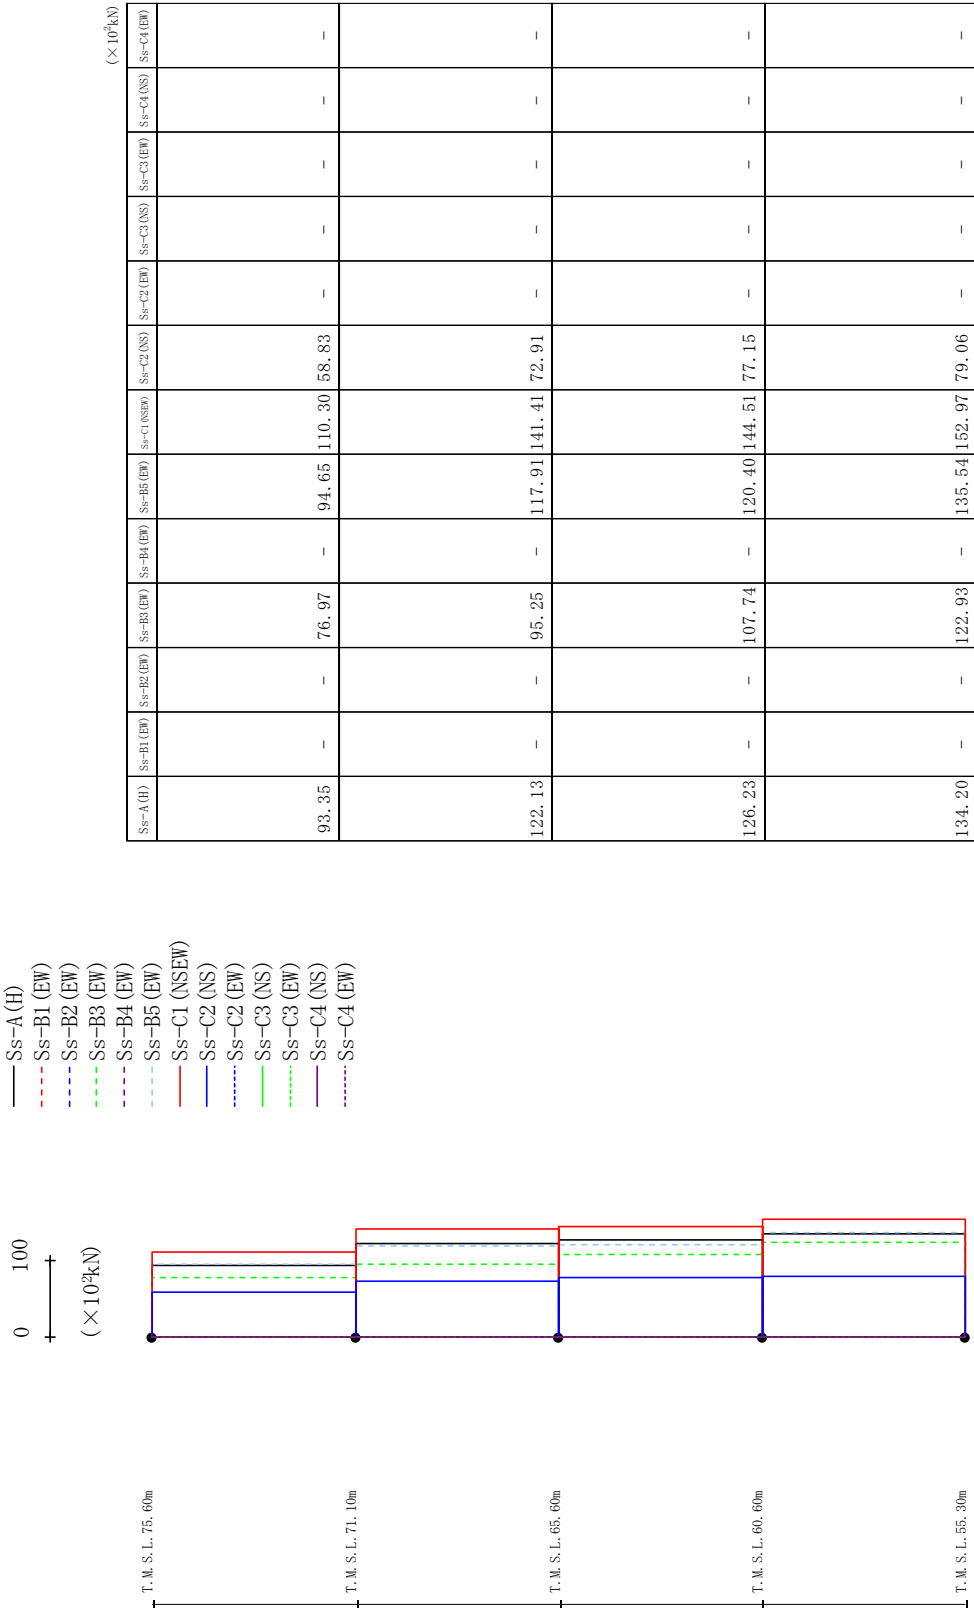 0 100
(×10²kN)
Ss-A(H)
Ss-B1(EW)
Ss-B2(EW)
Ss-B3(EW)
Ss-B4(EW)
Ss-B5(EW)
Ss-C1(NSEW)
Ss-C2(NS)
Ss-C2(EW)
Ss-C3(NS)
Ss-C3(EW)
Ss-C4(NS)
Ss-C4(EW)
T.M.S.L.75.60m
T.M.S.L.71.10m
T.M.S.L.65.60m
T.M.S.L.60.60m
T.M.S.L.55.30m
(×10²kN)
Ss-A(H) Ss-B1(EW) Ss-B2(EW) Ss-B3(EW) Ss-B4(EW) Ss-B5(EW) Ss-C1(NSEW) Ss-C2(NS) Ss-C2(EW) Ss-C3(NS) Ss-C3(EW) Ss-C4(NS) Ss-C4(EW)
93.35 - - 76.97 - 94.65 110.30 58.83 - - - - -
122.13 - - 95.25 - 117.91 141.41 72.91 - - - - -
126.23 - - 107.74 - 120.40 144.51 77.15 - - - - -
134.20 - - 122.93 - 135.54 152.97 79.06 - - - - -